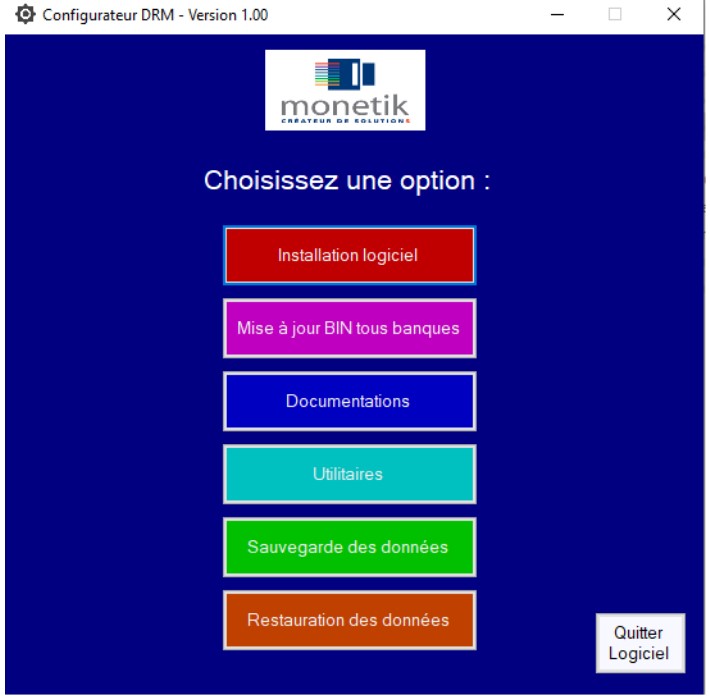 Configurateur DRM - Version 1.00
monetik
CRÉATEUR DE SOLUTIONS
Choisissez une option :
Installation logiciel
Mise à jour BIN tous banques
Documentations
Utilitaires
Sauvegarde des données
Restauration des données
Quitter
Logiciel